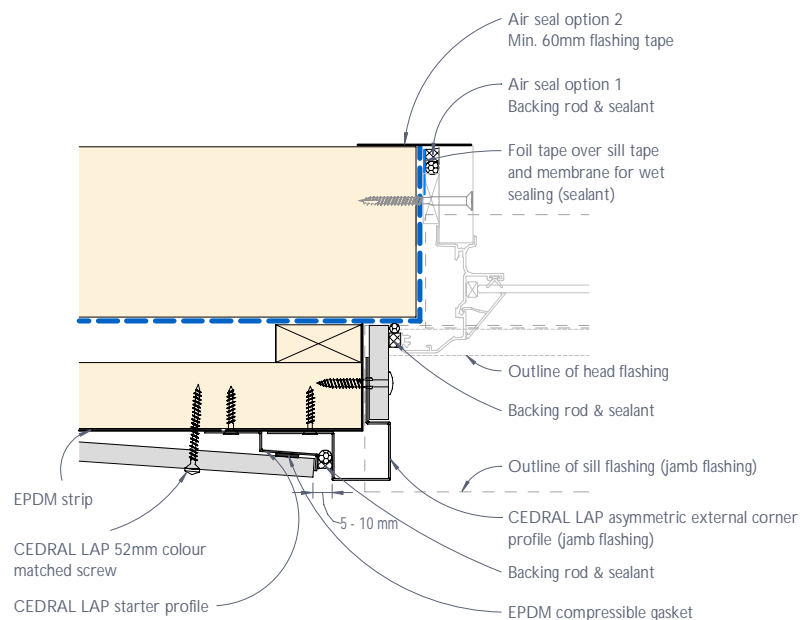 Air seal option 2
Min. 60mm flashing tape
Air seal option 1
Backing rod & sealant
Foil tape over sill tape
and membrane for wet
sealing (sealant)
Outline of head flashing
Backing rod & sealant
Outline of sill flashing (jamb flashing)
EPDM strip
5 - 10 mm
CEDRAL LAP asymmetric external corner
profile (jamb flashing)
CEDRAL LAP 52mm colour
matched screw
Backing rod & sealant
CEDRAL LAP starter profile
EPDM compressible gasket